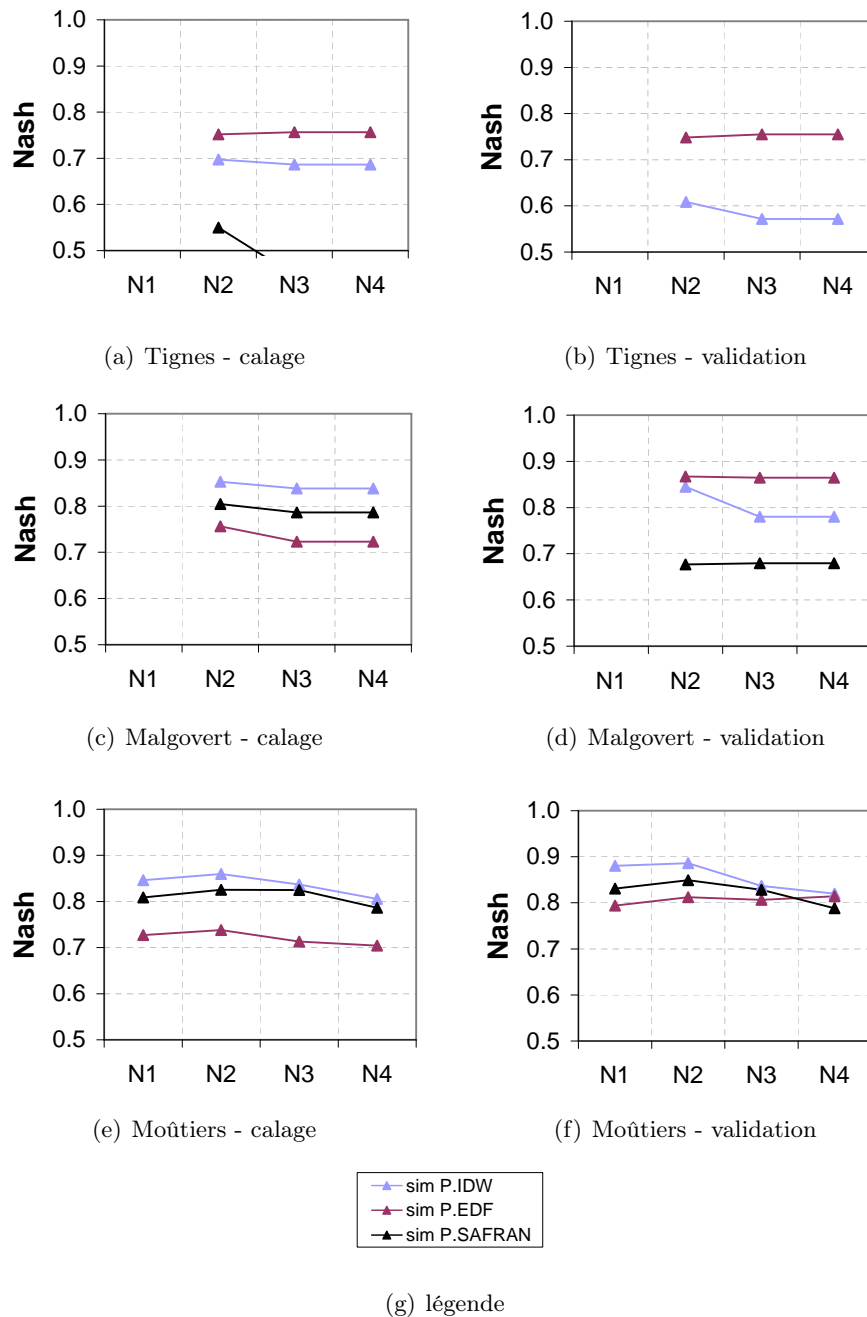 1.0
0.9
0.8
0.7
0.6
0.5
Nash
N1 N2 N3 N4
(a) Tignes - calage
1.0
0.9
0.8
0.7
0.6
0.5
Nash
N1 N2 N3 N4
(b) Tignes - validation
1.0
0.9
0.8
0.7
0.6
0.5
Nash
N1 N2 N3 N4
(c) Malgovert - calage
1.0
0.9
0.8
0.7
0.6
0.5
Nash
N1 N2 N3 N4
(d) Malgovert - validation
1.0
0.9
0.8
0.7
0.6
0.5
Nash
N1 N2 N3 N4
(e) Moûtiers - calage
1.0
0.9
0.8
0.7
0.6
0.5
Nash
N1 N2 N3 N4
(f) Moûtiers - validation
sim P.IDW
sim P.EDF
sim P.SAFRAN
(g) légende